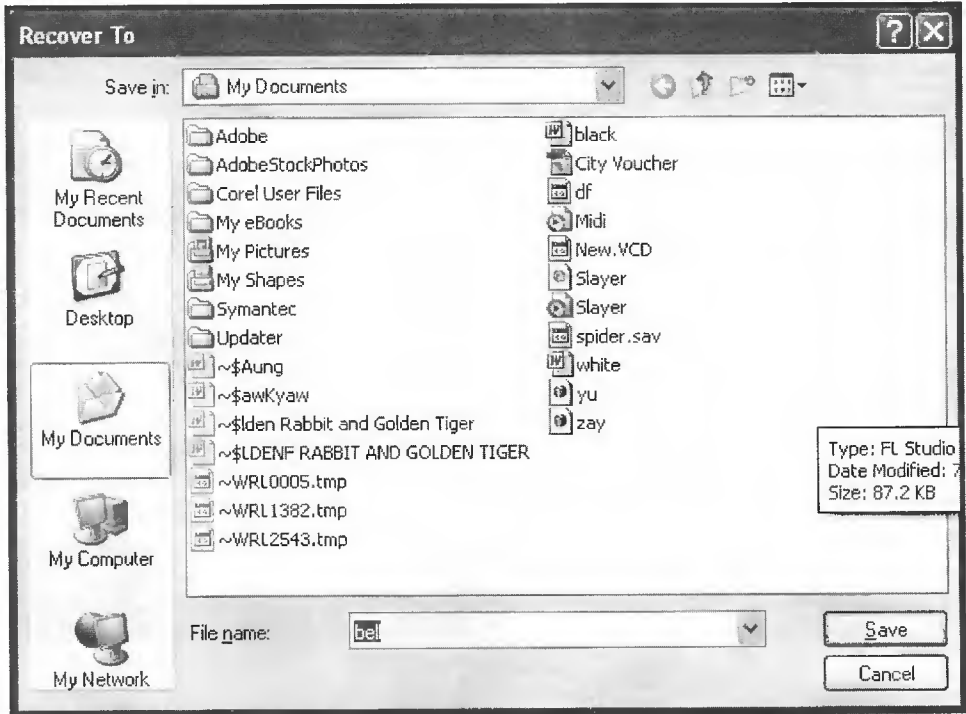 Recover To
Save in:
My Documents
My Recent
Documents
Desktop
My Documents
My Computer
My Network
Adobe
AdobeStockPhotos
Corel User Files
My eBooks
My Pictures
My Shapes
Symantec
Updater
~$Aung
~$awKyaw
~$lden Rabbit and Golden Tiger
~$LDENF RABBIT AND GOLDEN TIGER
~WRL0005.tmp
~WRL1382.tmp
~WRL2543.tmp
black
City Voucher
df
Midi
New.VCD
Slayer
Slayer
spider.sav
white
yu
zay
Type: FL Studio
Date Modified: 7
Size: 87.2 KB
File name:
bell
Save
Cancel